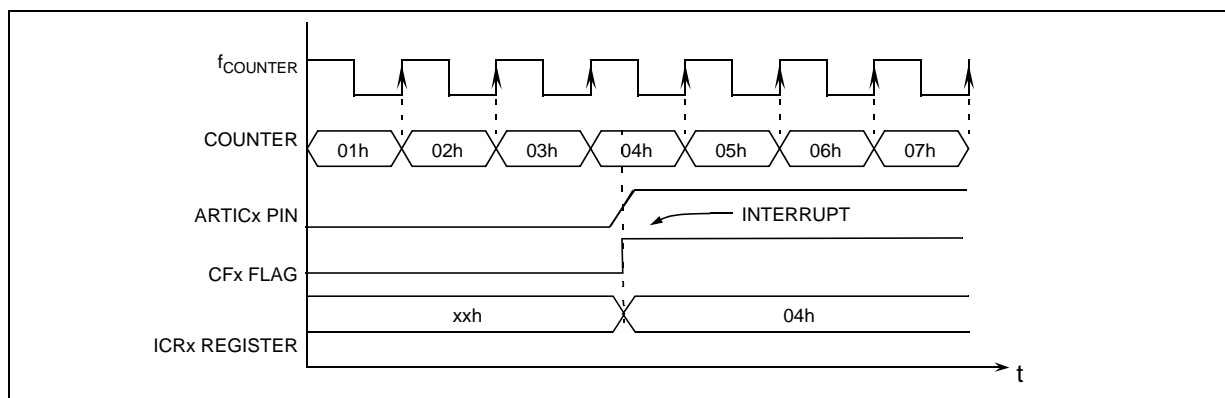 fCOUNTER
COUNTER
01h 02h 03h 04h 05h 06h 07h
ARTICx PIN
INTERRUPT
CFx FLAG
xxh 04h
ICRx REGISTER
t